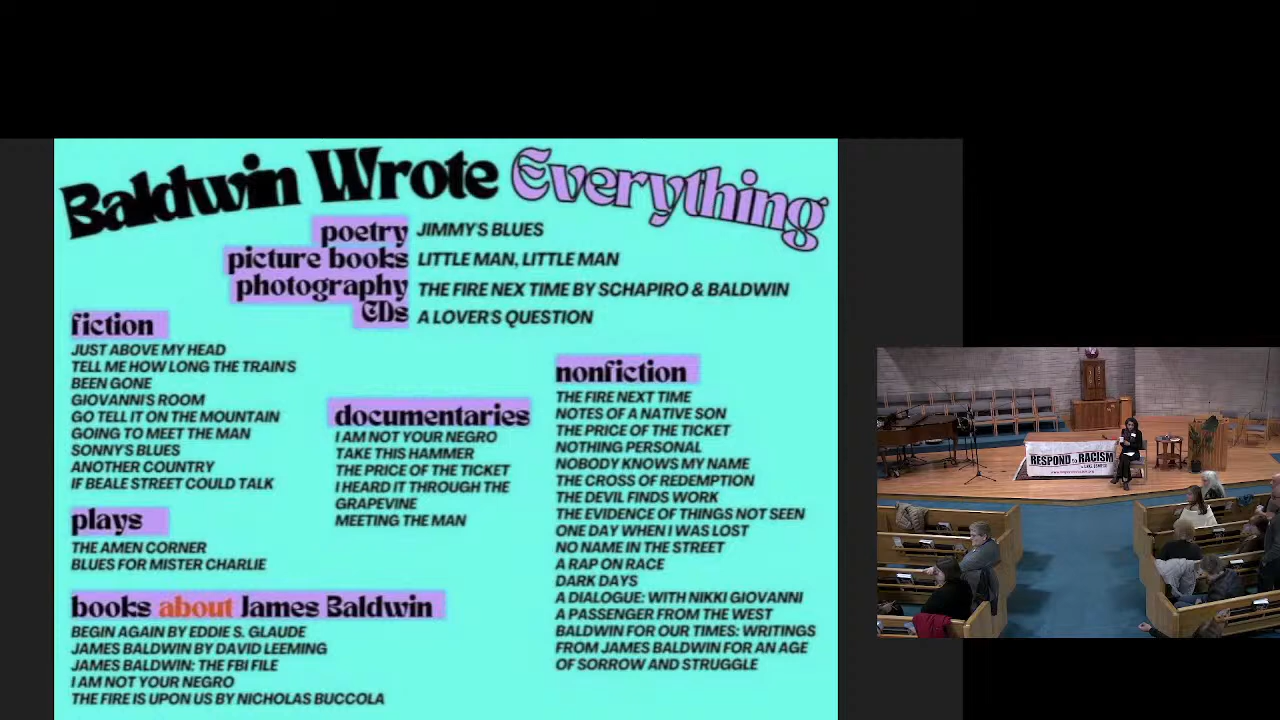 Baldwin Wrote Everything
poetry JIMMY'S BLUES
picture books LITTLE MAN, LITTLE MAN
photography THE FIRE NEX TIME BY SCHAPIRO & BALDWIN
CDs A LOVER'S QUESTION
fiction
JUST ABOVE MY HEAD
TELL ME HOW LONG THE TRAIN'S
BEEN GONE
GIOVANNI'S ROOM
GO TELL IT ON THE MOUNTAIN
GOING TO MEET THE MAN
SONNY'S BLUES
ANOTHER COUNTRY
IF BEALE STREET COULD TALK
plays
THE AMEN CORNER
BLUES FOR MISTER CHARLIE
documentaries
I AM NOT YOUR NEGRO
TAKE THIS HAMMER
THE PRICE OF THE TICKET
I HEARD IT THROUGH THE
GRAPEVINE
MEETING THE MAN
nonfiction
THE FIRE NEXT TIME
NOTES OF A NATIVE SON
THE PRICE OF THE TICKET
NOTHING PERSONAL
NOBODY KNOWS MY NAME
THE CROSS OF REDEMPTION
THE DEVIL FINDS WORK
THE EVIDENCE OF THINGS NOT SEEN
ONE DAY WHEN I WAS LOST
NO NAME IN THE STREET
A RAP ON RACE
DARK DAYS
A DIALOGUE: WITH NIKKI GIOVANNI
A PASSENGER FROM THE WEST
BALDWIN FOR OUR TIMES: WRITINGS
FROM JAMES BALDWIN FOR AN AGE
OF SORROW AND STRUGGLE
books about James Baldwin
BEGIN AGAIN BY EDDIE S. GLAUDE
JAMES BALDWIN BY DAVID LEEMING
JAMES BALDWIN: THE FBI FILE
I AM NOT YOUR NEGRO
THE FIRE IS UPON US BY NICHOLAS BUCCOLA
RESPOND to RACISM